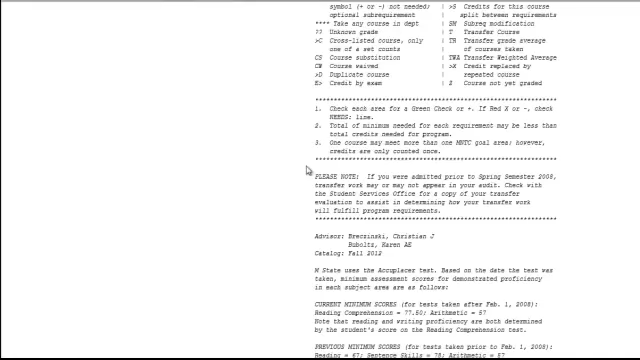 symbol (+ or -) not needed; | >S Credits for this course
optional subrequirement | split between requirements
**** Take any course in dept | SM Subreq modification
?? Unknown grade | T Transfer Course
>C Cross-listed course, only | TR Transfer grade average
one of a set counts | of courses taken
CS Course substitution | TWA Transfer Weighted Average
CW Course waived | >X Credit replaced by
>D Duplicate course | repeated course
E> Credit by exam | Z Course not yet graded
1. Check each area for a Green Check or +. If Red X or -, check
NEEDS: line.
2. Total of minimum needed for each requirement may be less than
total credits needed for program.
3. One course may meet more than one MNTC goal area; however,
credits are only counted once.
PLEASE NOTE: If you were admitted prior to Spring Semester 2008,
transfer work may or may not appear in your audit. Check with
the Student Services Office for a copy of your transfer
evaluation to assist in determining how your transfer work
will fulfill program requirements.
Advisor: Breczinski, Christian J
Buboltz, Karen AE
Catalog: Fall 2012
M State uses the Accuplacer test. Based on the date the test was
taken, minimum assessment scores for demonstrated proficiency
in each subject area are as follows:
CURRENT MINIMUM SCORES (for tests taken after Feb. 1, 2008):
Reading Comprehension = 77.50; Arithmetic = 57
Note that reading and writing proficiency are both determined
by the student's score on the Reading Comprehension test.
PREVIOUS MINIMUM SCORES (for tests taken prior to Feb. 1, 2008):
Reading = 67; Sentence Skills = 78; Arithmetic = 57